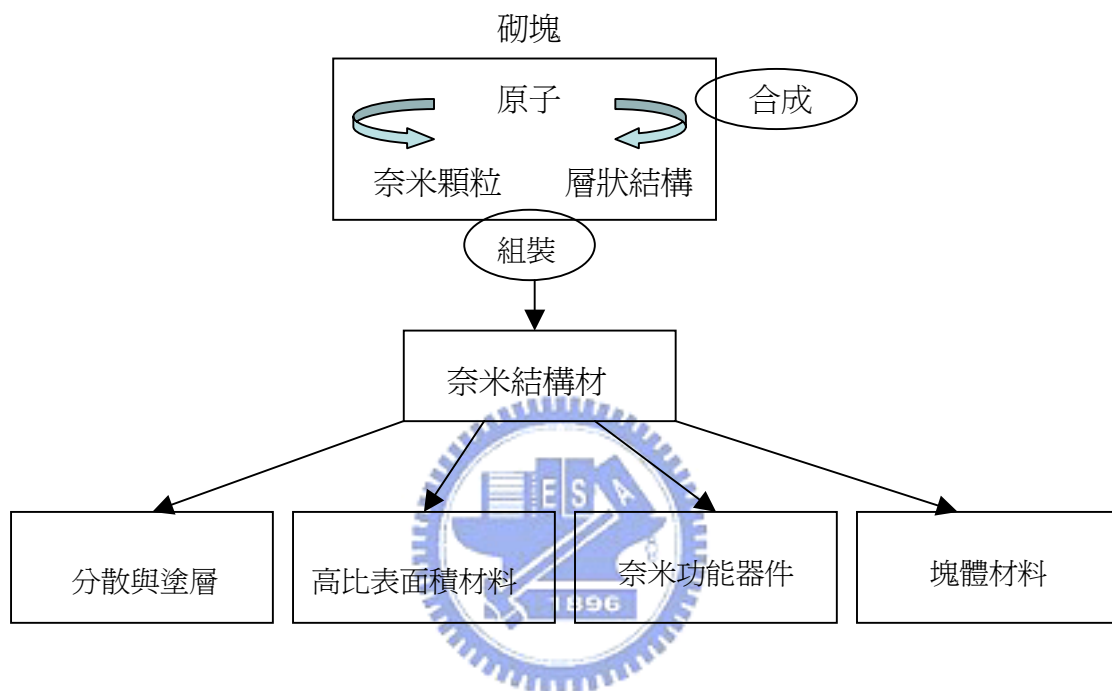 砌塊
原子
合成
奈米顆粒
層狀結構
組裝
奈米結構材
ESA
分散與塗層
高比表面積材料
奈米功能器件
塊體材料
1896